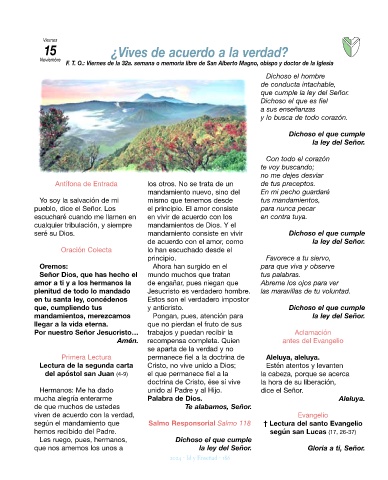 Viernes
15
Noviembre
¿Vives de acuerdo a la verdad?
F. T. O.: Viernes de la 32a. semana o memoria libre de San Alberto Magno, obispo y doctor de la Iglesia
Antífona de Entrada
Yo soy la salvación de mi
pueblo, dice el Señor. Los
escucharé cuando me llamen en
cualquier tribulación, y siempre
seré su Dios.
Oración Colecta
Oremos:
Señor Dios, que has hecho el
amor a ti y a los hermanos la
plenitud de todo lo mandado
en tu santa ley, concédenos
que, cumpliendo tus
mandamientos, merezcamos
llegar a la vida eterna.
Por nuestro Señor Jesucristo…
Amén.
Primera Lectura
Lectura de la segunda carta
del apóstol san Juan (4-9)
Hermanos: Me ha dado
mucha alegría enterarme
de que muchos de ustedes
viven de acuerdo con la verdad,
según el mandamiento que
hemos recibido del Padre.
Les ruego, pues, hermanos,
que nos amemos los unos a
los otros. No se trata de un
mandamiento nuevo, sino del
mismo que tenemos desde
el principio. El amor consiste
en vivir de acuerdo con los
mandamientos de Dios. Y el
mandamiento consiste en vivir
de acuerdo con el amor, como
lo han escuchado desde el
principio.
Ahora han surgido en el
mundo muchos que tratan
de engañar, pues niegan que
Jesucristo es verdadero hombre.
Estos son el verdadero impostor
y anticristo.
Pongan, pues, atención para
que no pierdan el fruto de sus
trabajos y puedan recibir la
recompensa completa. Quien
se aparta de la verdad y no
permanece fiel a la doctrina de
Cristo, no vive unido a Dios;
el que permanece fiel a la
doctrina de Cristo, ése sí vive
unido al Padre y al Hijo.
Palabra de Dios.
Te alabamos, Señor.
Salmo Responsorial Salmo 118
Dichoso el que cumple
la ley del Señor.
Dichoso el hombre
de conducta intachable,
que cumple la ley del Señor.
Dichoso el que es fiel
a sus enseñanzas
y lo busca de todo corazón.
Dichoso el que cumple
la ley del Señor.
Con todo el corazón
te voy buscando;
no me dejes desviar
de tus preceptos.
En mi pecho guardaré
tus mandamientos,
para nunca pecar
en contra tuya.
Dichoso el que cumple
la ley del Señor.
Favorece a tu siervo,
para que viva y observe
tus palabras.
Ábreme los ojos para ver
las maravillas de tu voluntad.
Dichoso el que cumple
la ley del Señor.
Aclamación
antes del Evangelio
Aleluya, aleluya.
Estén atentos y levanten
la cabeza, porque se acerca
la hora de su liberación,
dice el Señor.
Aleluya.
Evangelio
† Lectura del santo Evangelio
según san Lucas (17, 26-37)
Gloria a ti, Señor.